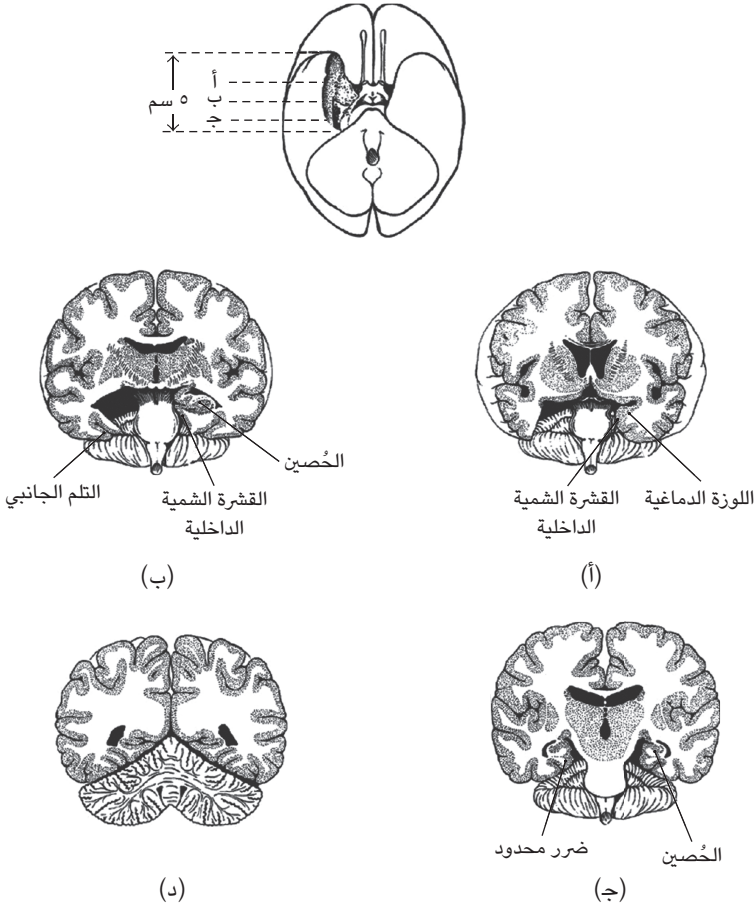 أ
ب
ج
٥ سم
الحُصين
القشرة الشمية
الداخلية
التلم الجانبي
(ب)
اللوزة الدماغية
القشرة الشمية
الداخلية
(أ)
(د)
الحُصين
ضرر محدود
(ج)